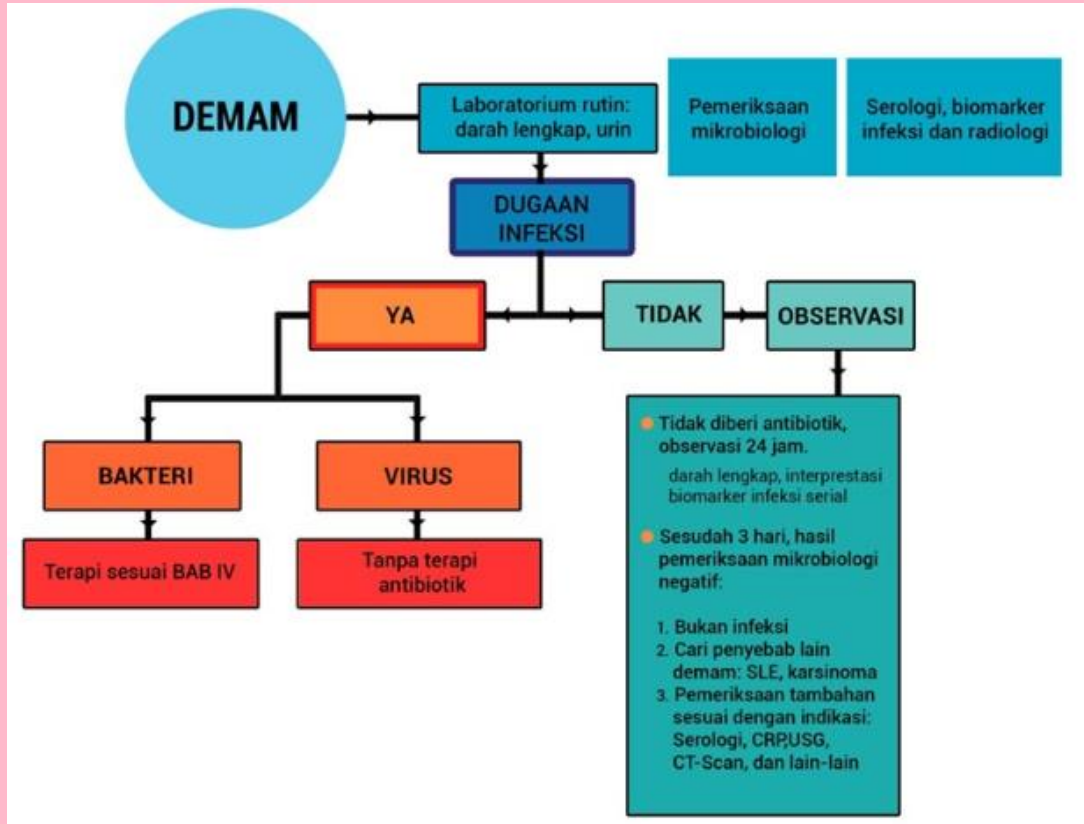 DEMAM
Laboratorium rutin:
darah lengkap, urin
Pemeriksaan
mikrobiologi
Serologi, biomarker
infeksi dan radiologi
DUGAAN
INFEKSI
YA
TIDAK
OBSERVASI
BAKTERI
VIRUS
Terapi sesuai BAB IV
Tanpa terapi
antibiotik
Tidak diberi antibiotik,
observasi 24 jam.
darah lengkap, interprestasi
biomarker infeksi serial
Sesudah 3 hari, hasil
pemeriksaan mikrobiologi
negatif:
1. Bukan infeksi
2. Cari penyebab lain
demam: SLE, karsinoma
3. Pemeriksaan tambahan
sesuai dengan indikasi:
Serologi, CRP,USG,
CT-Scan, dan lain-lain